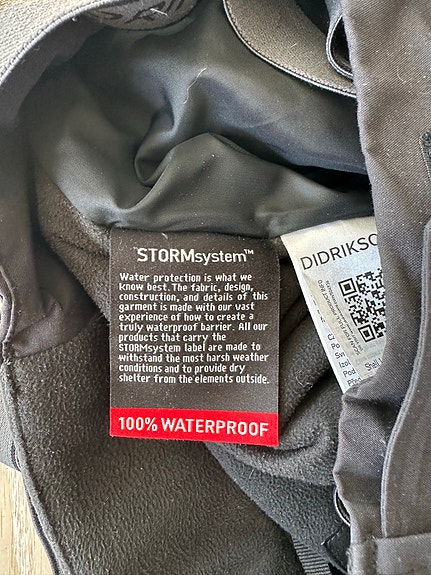 "STORMsystem™
Water protection is what we
know best. The fabric, design,
construction, and details of this
garment is made with our vast
experience of how to create a
truly waterproof barrier. All our
products that carry the
STORMsystem label are made to
withstand the most harsh weather
conditions and to provide dry
shelter from the elements outside.
100% WATERPROOF
DIDRIKSO